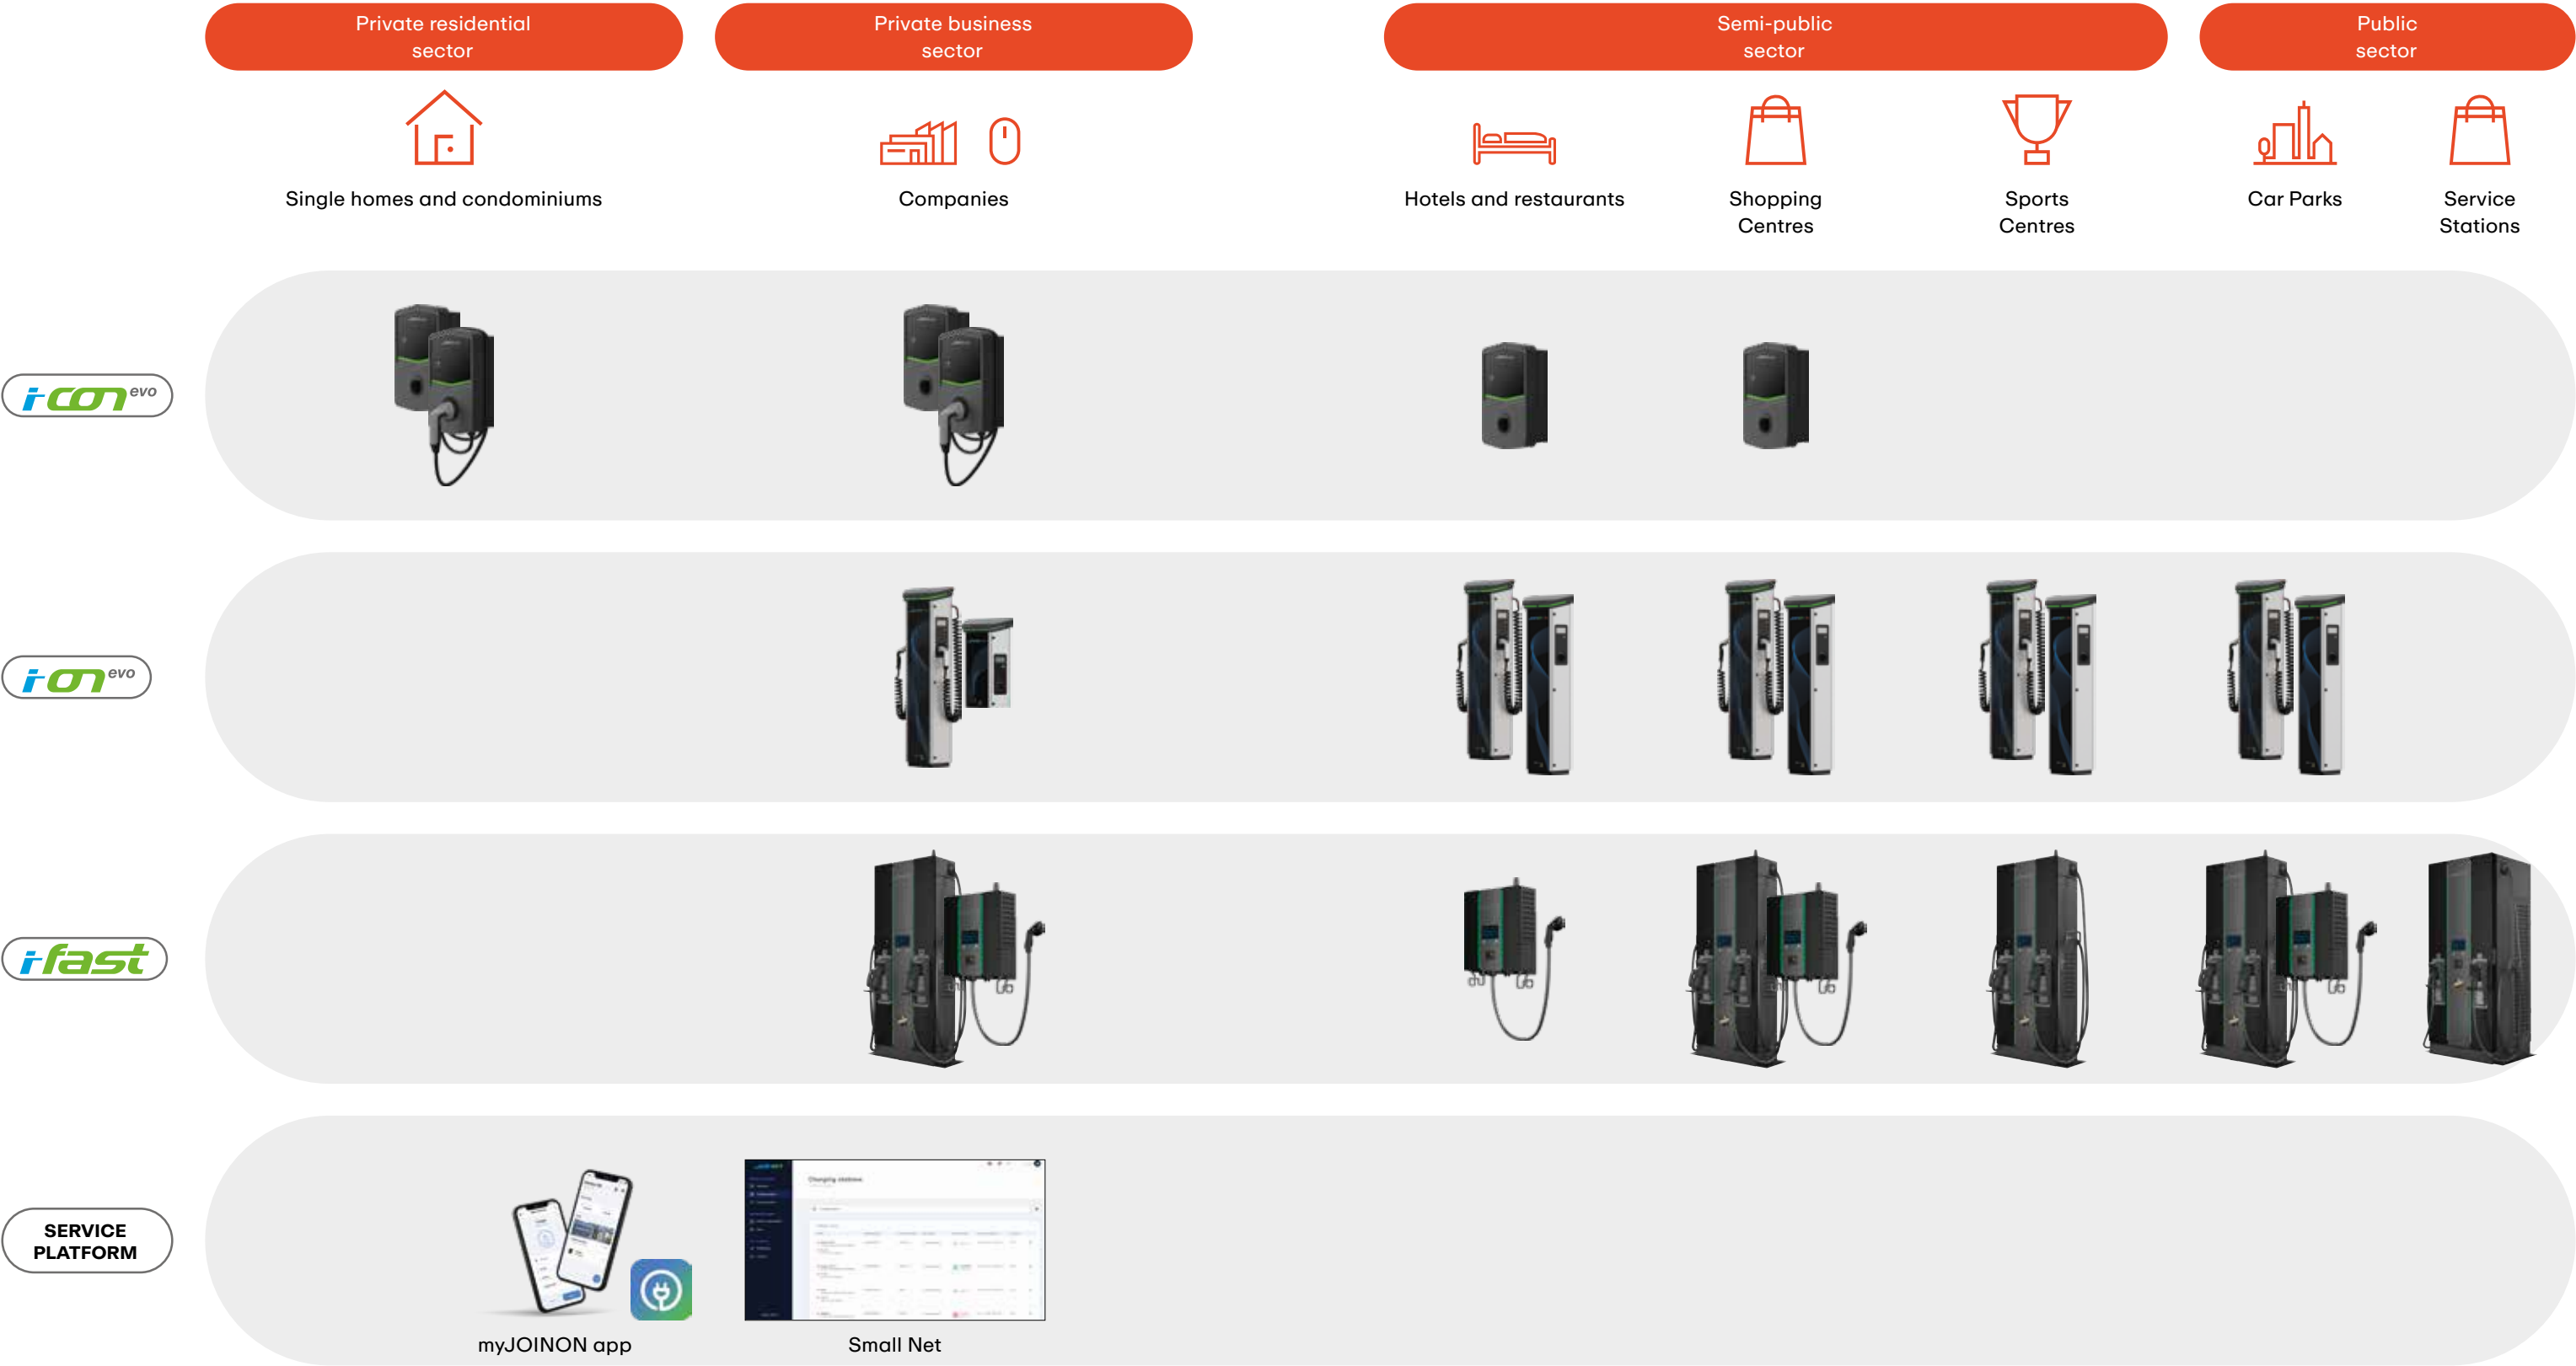 Private residential
sector
Private business
sector
Semi-public
sector
Public
sector
Single homes and condominiums
Companies
Hotels and restaurants
Shopping
Centres
Sports
Centres
Car Parks
Service
Stations
i-con evo
i-on evo
i-fast
SERVICE
PLATFORM
Charging stations
myJOINON app
Small Net